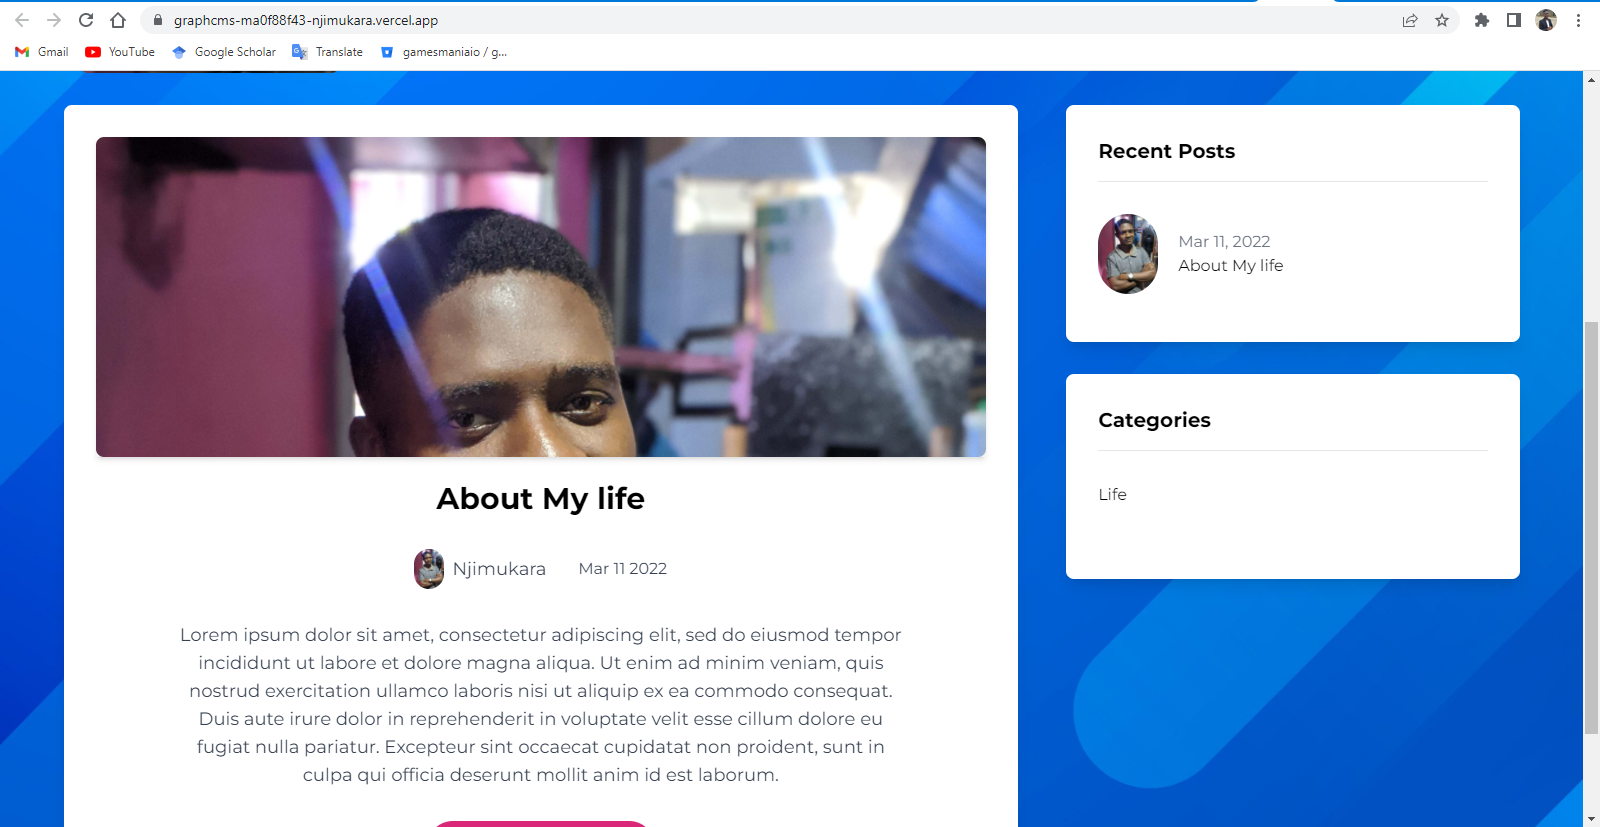 graphcms-ma0f88f43-njimukara.vercel.app
Gmail YouTube Google Scholar Translate gamesmaniaio / g...
About My life
Njimukara Mar 11 2022
Lorem ipsum dolor sit amet, consectetur adipiscing elit, sed do eiusmod tempor
incididunt ut labore et dolore magna aliqua. Ut enim ad minim veniam, quis
nostrud exercitation ullamco laboris nisi ut aliquip ex ea commodo consequat.
Duis aute irure dolor in reprehenderit in voluptate velit esse cillum dolore eu
fugiat nulla pariatur. Excepteur sint occaecat cupidatat non proident, sunt in
culpa qui officia deserunt mollit anim id est laborum.
Recent Posts
Mar 11, 2022
About My life
Categories
Life